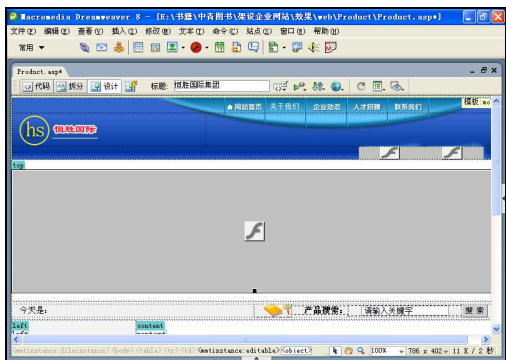 Macromedia Dreamweaver 8 - [E:\书籍\中青图书\架设企业网站\效果\web\Product\Product.asp*]
文件(F) 编辑(E) 查看(V) 插入(I) 修改(M) 文本(T) 命令(C) 站点(S) 窗口(W) 帮助(H)
常用
Product.asp*
代码 拆分 设计 标题: 恒胜国际集团
网站首页 关于我们 企业动态 人才招聘 联系我们 模板:mo
hs 恒胜国际
top
今天是: 产品搜索: 请输入关键字 搜 索
left content
left content
<mmtinstance:fileinstance> <body> <table> <tr> <td> <mmtinstance:editable> <object> 100% 786 x 402 11 K / 2 秒